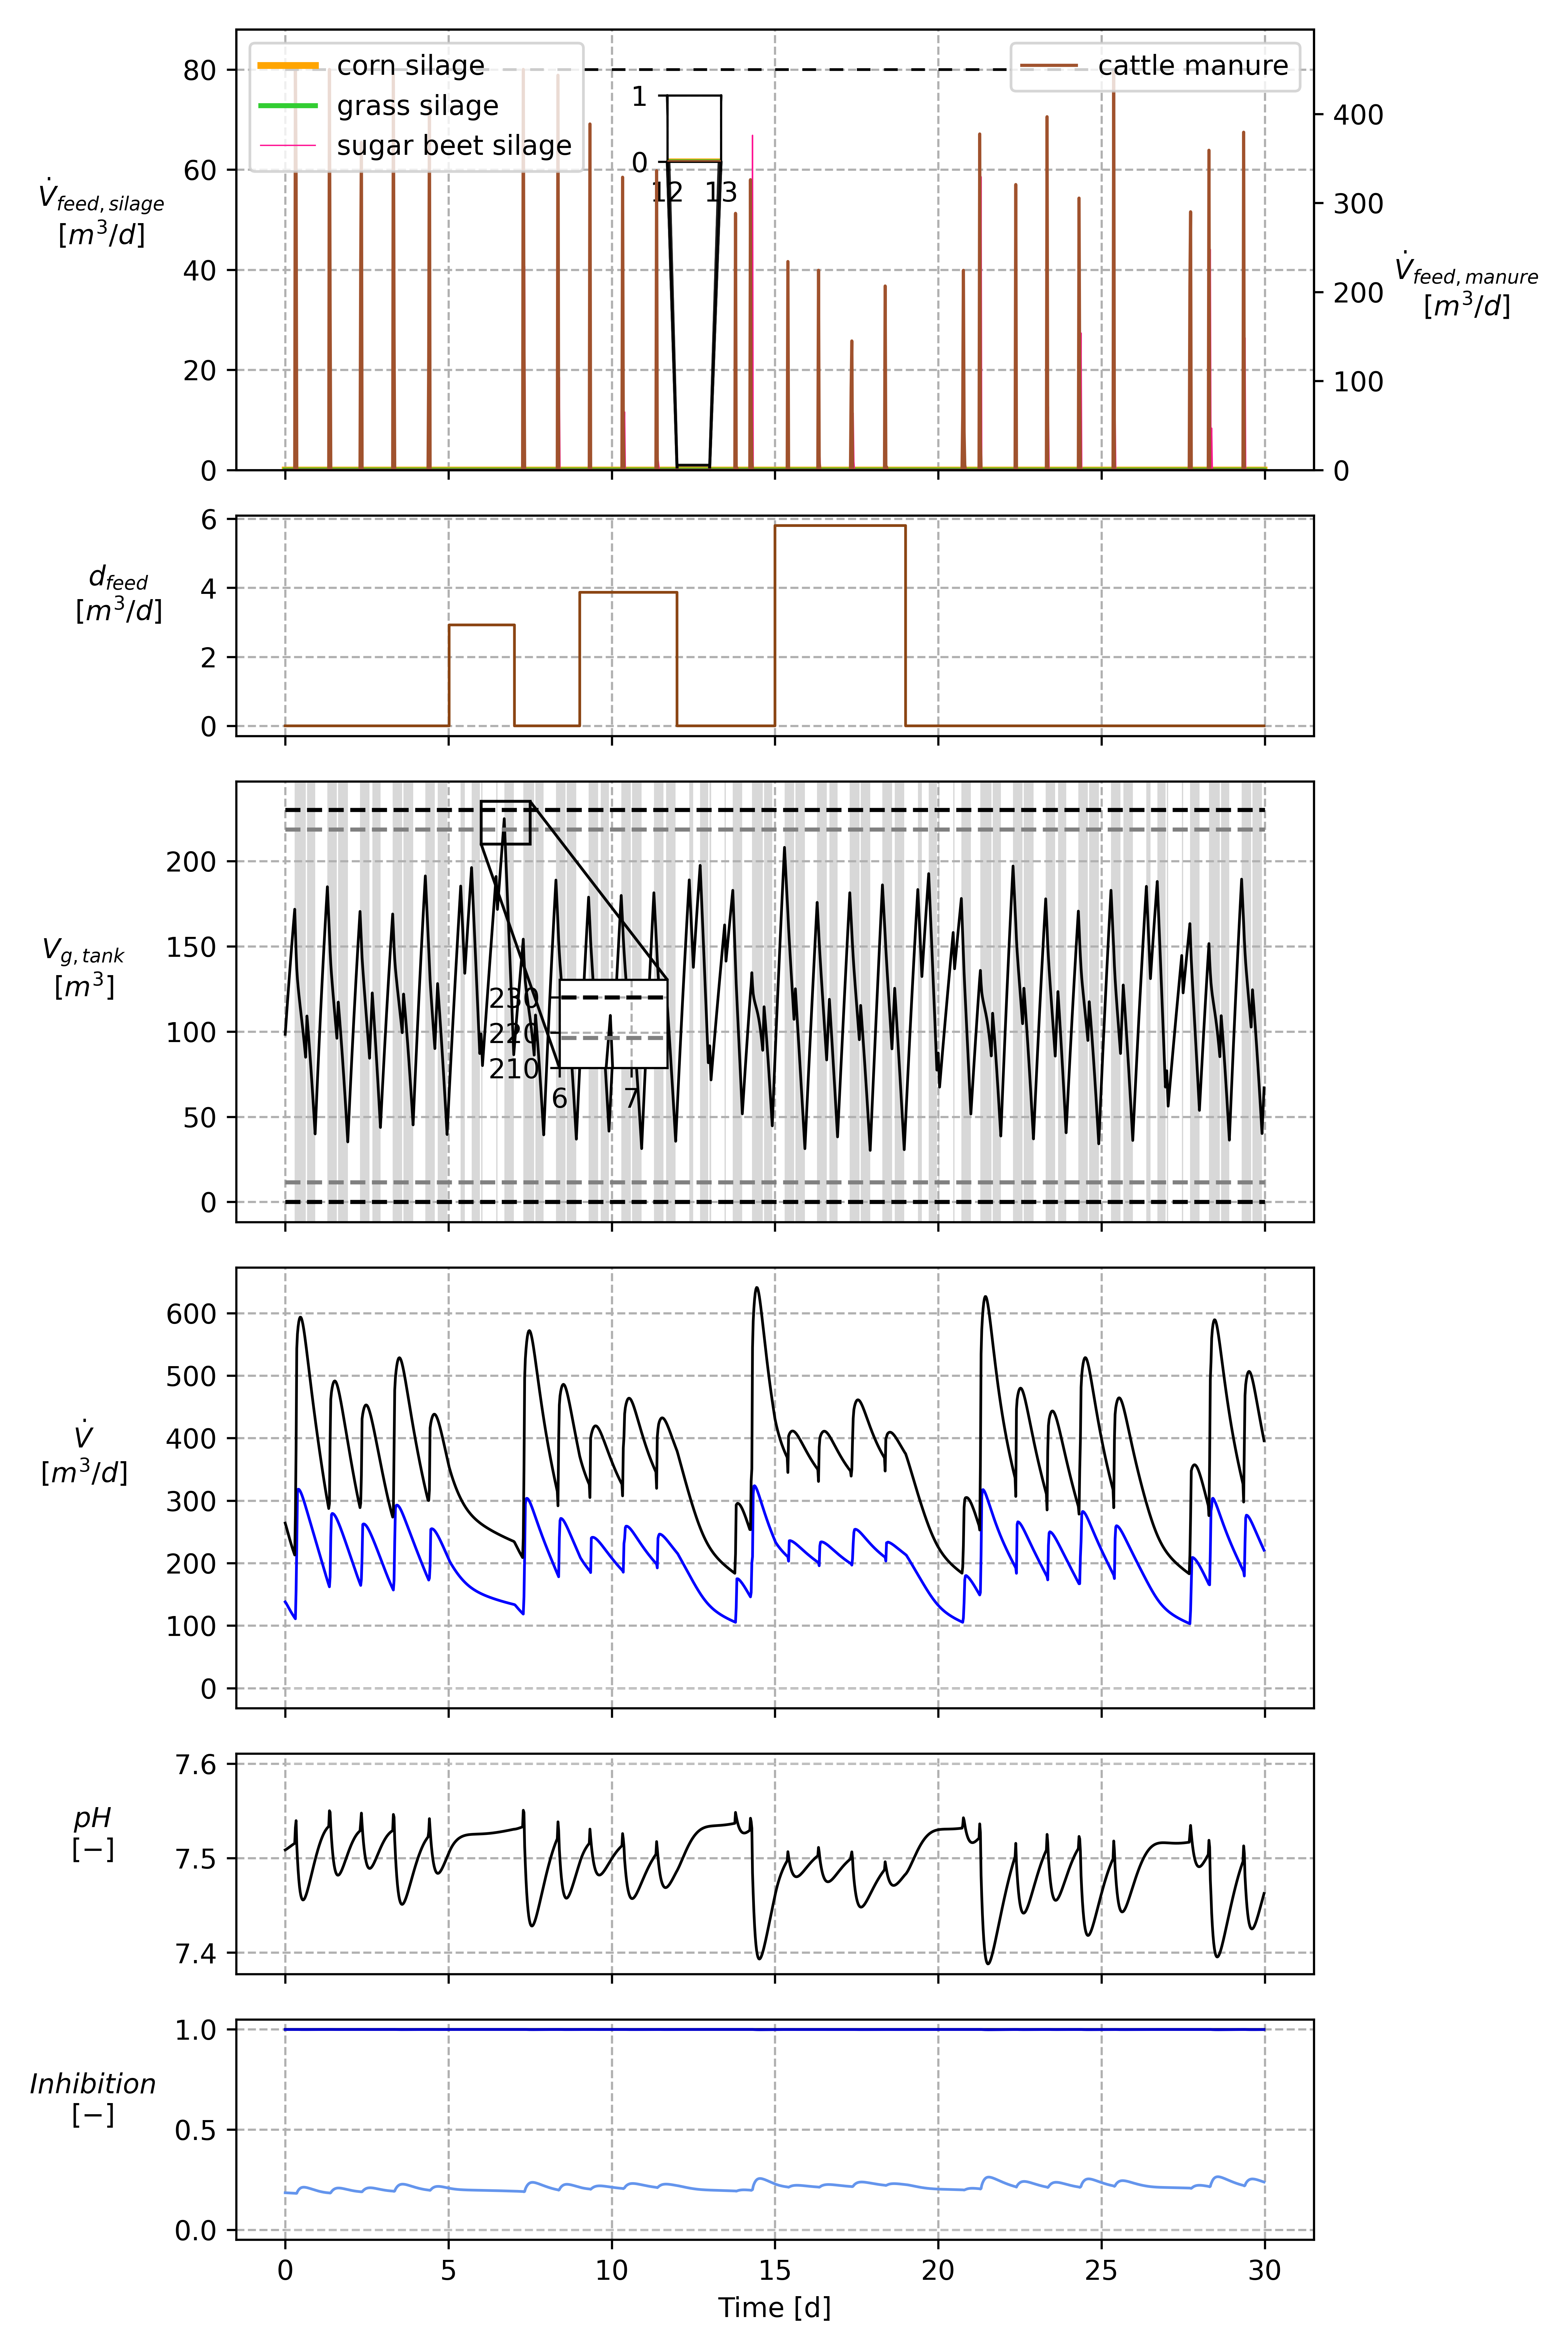 corn silage
grass silage
sugar beet silage
cattle manure
V̇feed, silage
[m³/d]
80
60
40
20
0
1
0
12 13
400
300
200
100
0
V̇feed, manure
[m³/d]
dfeed
[m³/d]
6
4
2
0
Vg, tank
[m³]
200
150
100
50
0
230
220
210
6 7
V̇
[m³/d]
600
500
400
300
200
100
0
pH
[−]
7.6
7.5
7.4
Inhibition
[−]
1.0
0.5
0.0
0 5 10 15 20 25 30
Time [d]